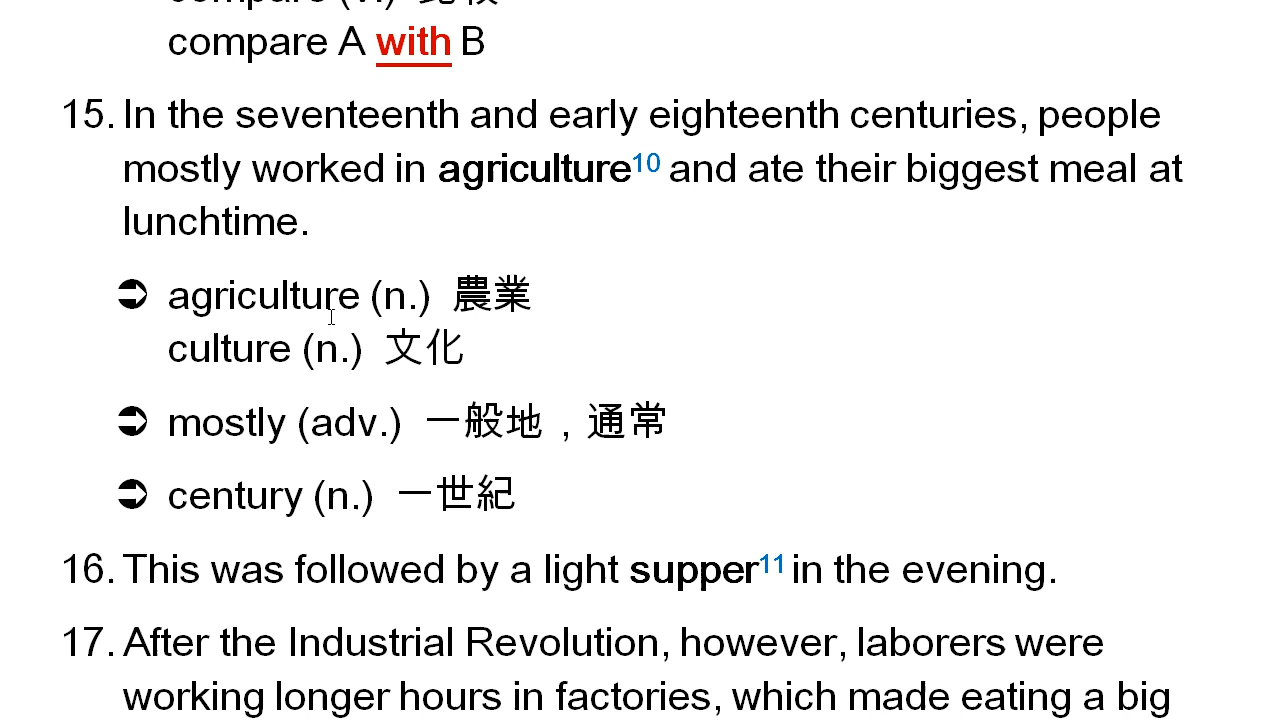 compare (v.) 比較
compare A with B
15. In the seventeenth and early eighteenth centuries, people
mostly worked in agriculture10 and ate their biggest meal at
lunchtime.
➲ agriculture (n.) 農業
culture (n.) 文化
➲ mostly (adv.) 一般地，通常
➲ century (n.) 一世紀
16. This was followed by a light supper11 in the evening.
17. After the Industrial Revolution, however, laborers were
working longer hours in factories, which made eating a big